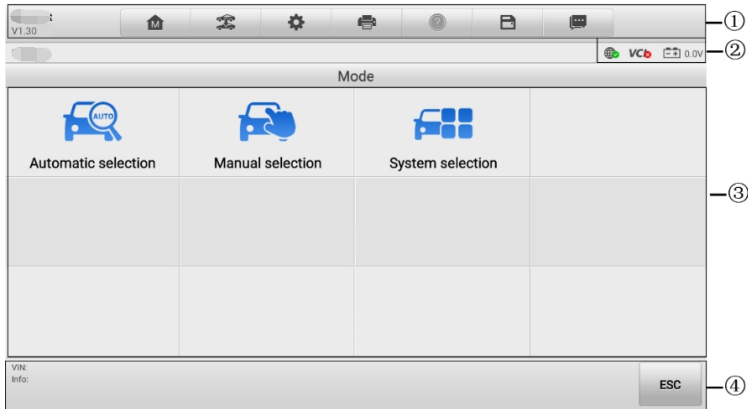 V1.30
M
?
①
VCI
0.0V
②
Mode
AUTO
Automatic selection
Manual selection
System selection
③
VIN:
Info:
ESC
④